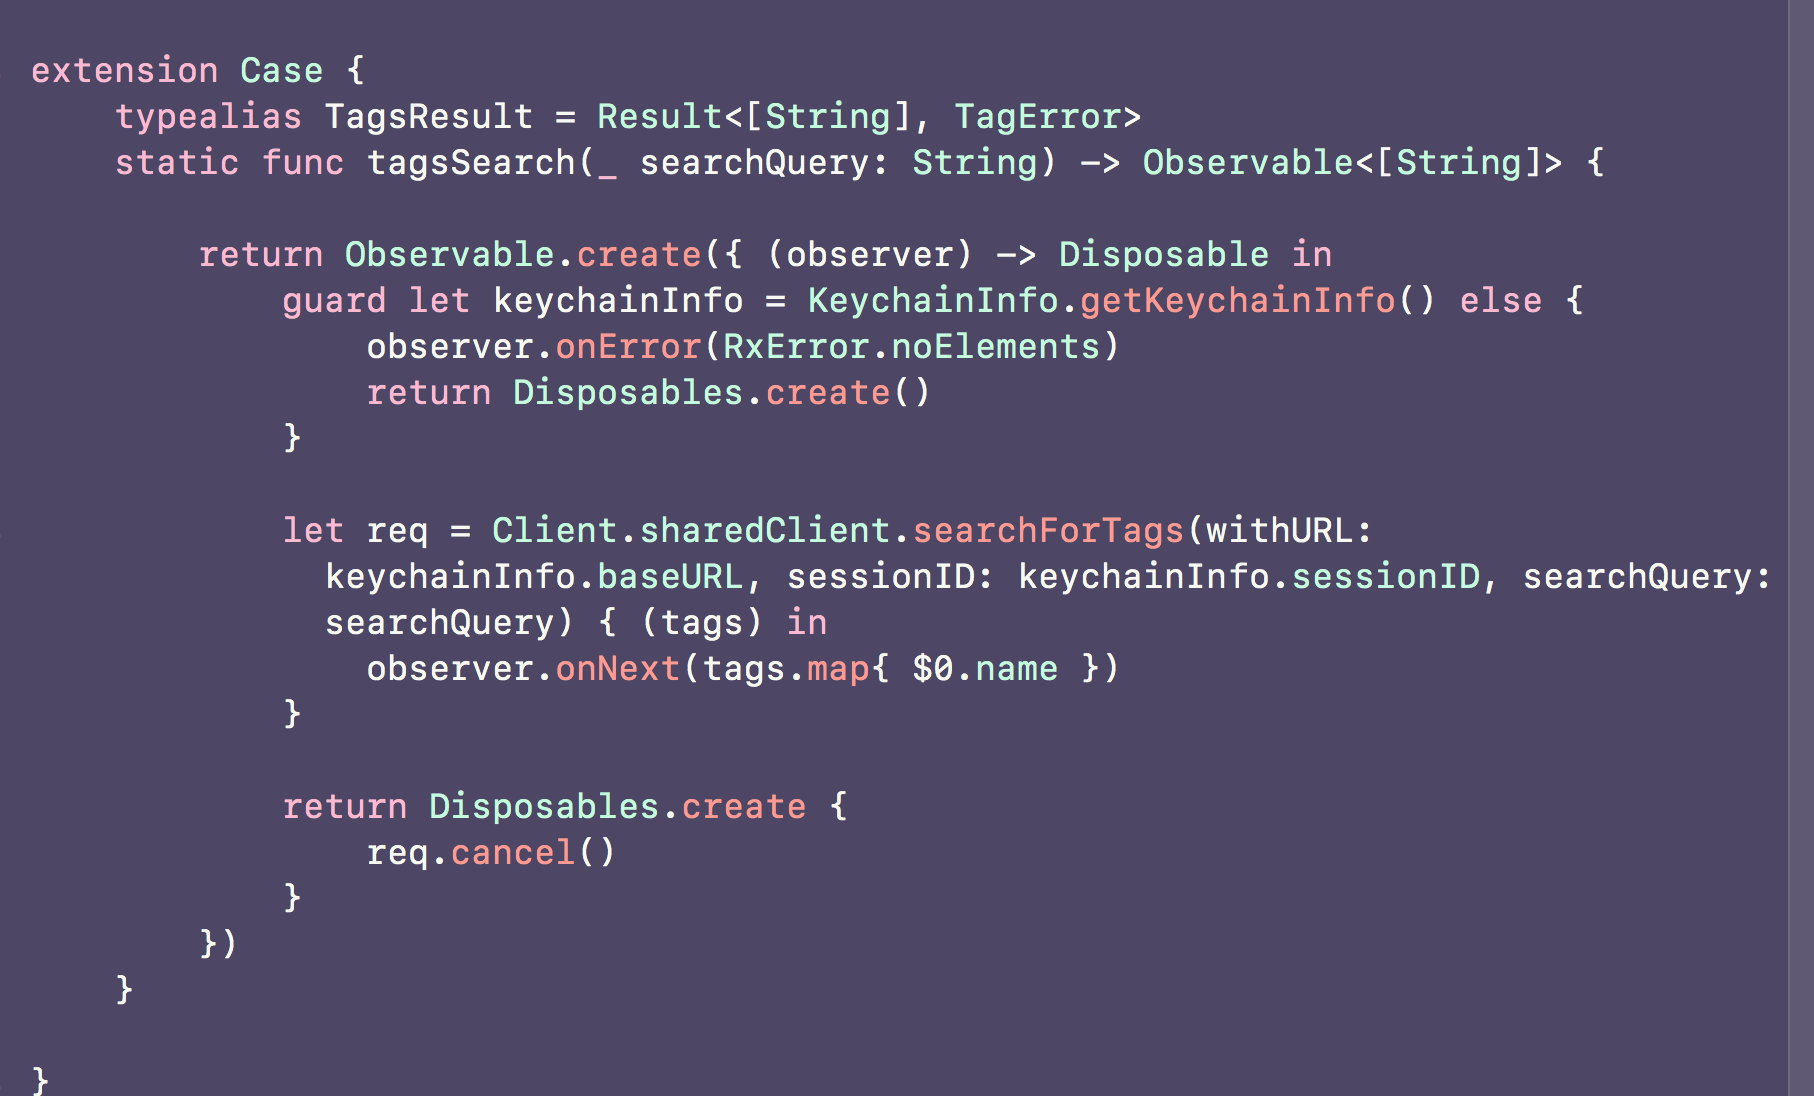 extension Case {
    typealias TagsResult = Result<[String], TagError>
    static func tagsSearch(_ searchQuery: String) -> Observable<[String]> {

        return Observable.create({ (observer) -> Disposable in
            guard let keychainInfo = KeychainInfo.getKeychainInfo() else {
                observer.onError(RxError.noElements)
                return Disposables.create()
            }

            let req = Client.sharedClient.searchForTags(withURL:
              keychainInfo.baseURL, sessionID: keychainInfo.sessionID, searchQuery:
              searchQuery) { (tags) in
                observer.onNext(tags.map{ $0.name })
            }

            return Disposables.create {
                req.cancel()
            }
        })
    }

}